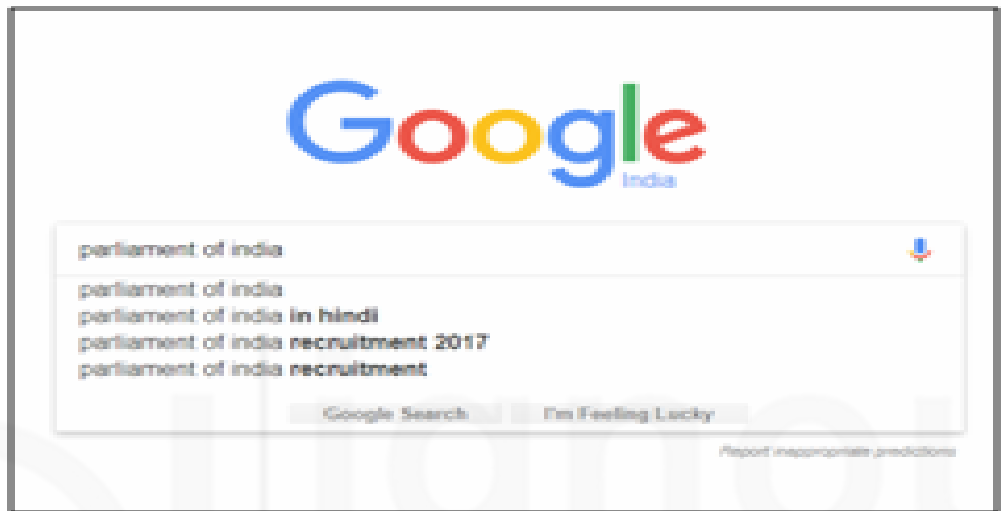 Google
India
parliament of india
parliament of india
parliament of india in hindi
parliament of india recruitment 2017
parliament of india recruitment
Google Search I'm Feeling Lucky
Report inappropriate predictions